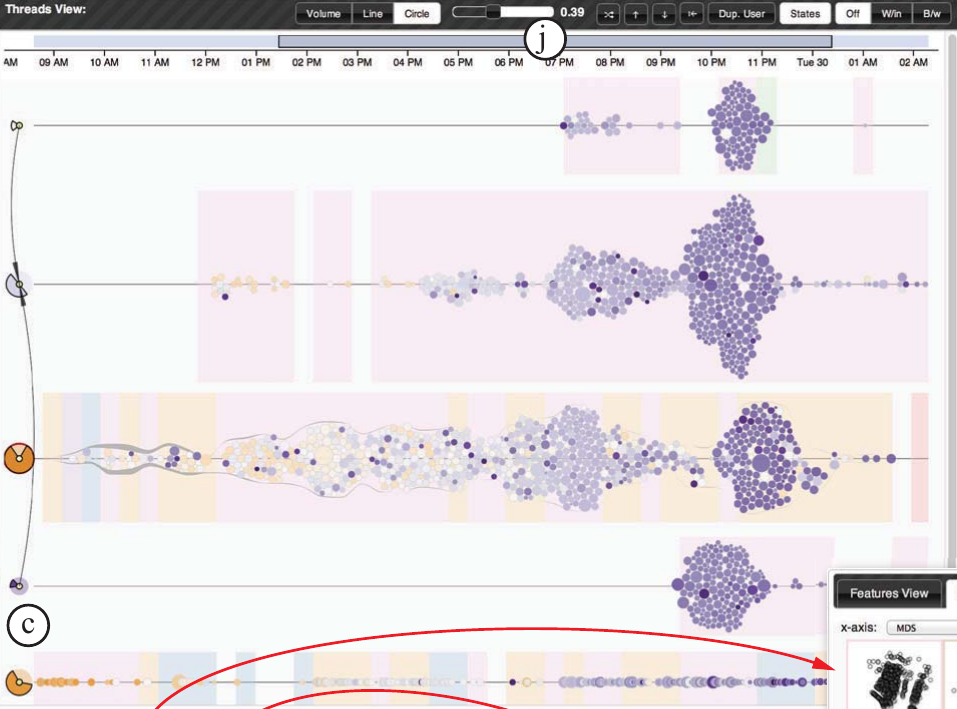 Threads View: Volume Line Circle 0.39 Dup. User States Off W/in B/w
j
AM 09 AM 10 AM 11 AM 12 PM 01 PM 02 PM 03 PM 04 PM 05 PM 06 PM 07 PM 08 PM 09 PM 10 PM 11 PM Tue 30 01 AM 02 AM
c
Features View
x-axis: MDS